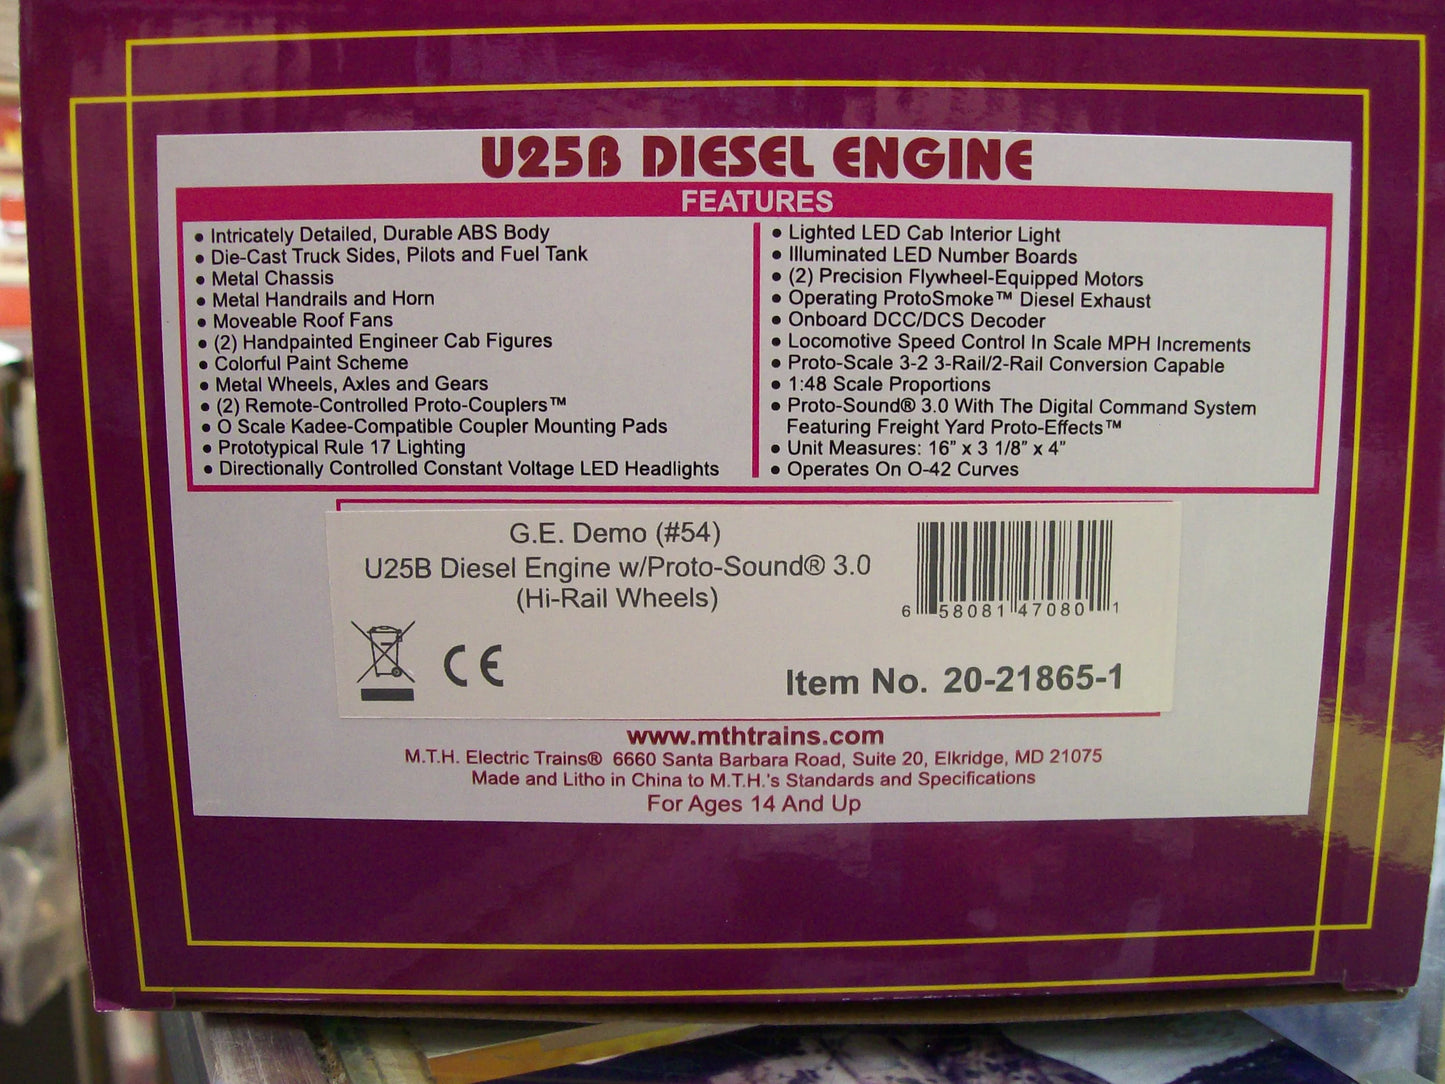 U25B DIESEL ENGINE
FEATURES
• Intricately Detailed, Durable ABS Body
• Die-Cast Truck Sides, Pilots and Fuel Tank
• Metal Chassis
• Metal Handrails and Horn
• Moveable Roof Fans
• (2) Handpainted Engineer Cab Figures
• Colorful Paint Scheme
• Metal Wheels, Axles and Gears
• (2) Remote-Controlled Proto-Couplers™
• O Scale Kadee-Compatible Coupler Mounting Pads
• Prototypical Rule 17 Lighting
• Directionally Controlled Constant Voltage LED Headlights
• Lighted LED Cab Interior Light
• Illuminated LED Number Boards
• (2) Precision Flywheel-Equipped Motors
• Operating ProtoSmoke™ Diesel Exhaust
• Onboard DCC/DCS Decoder
• Locomotive Speed Control In Scale MPH Increments
• Proto-Scale 3-2 3-Rail/2-Rail Conversion Capable
• 1:48 Scale Proportions
• Proto-Sound® 3.0 With The Digital Command System
Featuring Freight Yard Proto-Effects™
• Unit Measures: 16” x 3 1/8” x 4”
• Operates On O-42 Curves
G.E. Demo (#54)
U25B Diesel Engine w/Proto-Sound® 3.0
(Hi-Rail Wheels)
6 58081 47080 1
CE
Item No. 20-21865-1
www.mthtrains.com
M.T.H. Electric Trains® 6660 Santa Barbara Road, Suite 20, Elkridge, MD 21075
Made and Litho in China to M.T.H.'s Standards and Specifications
For Ages 14 And Up